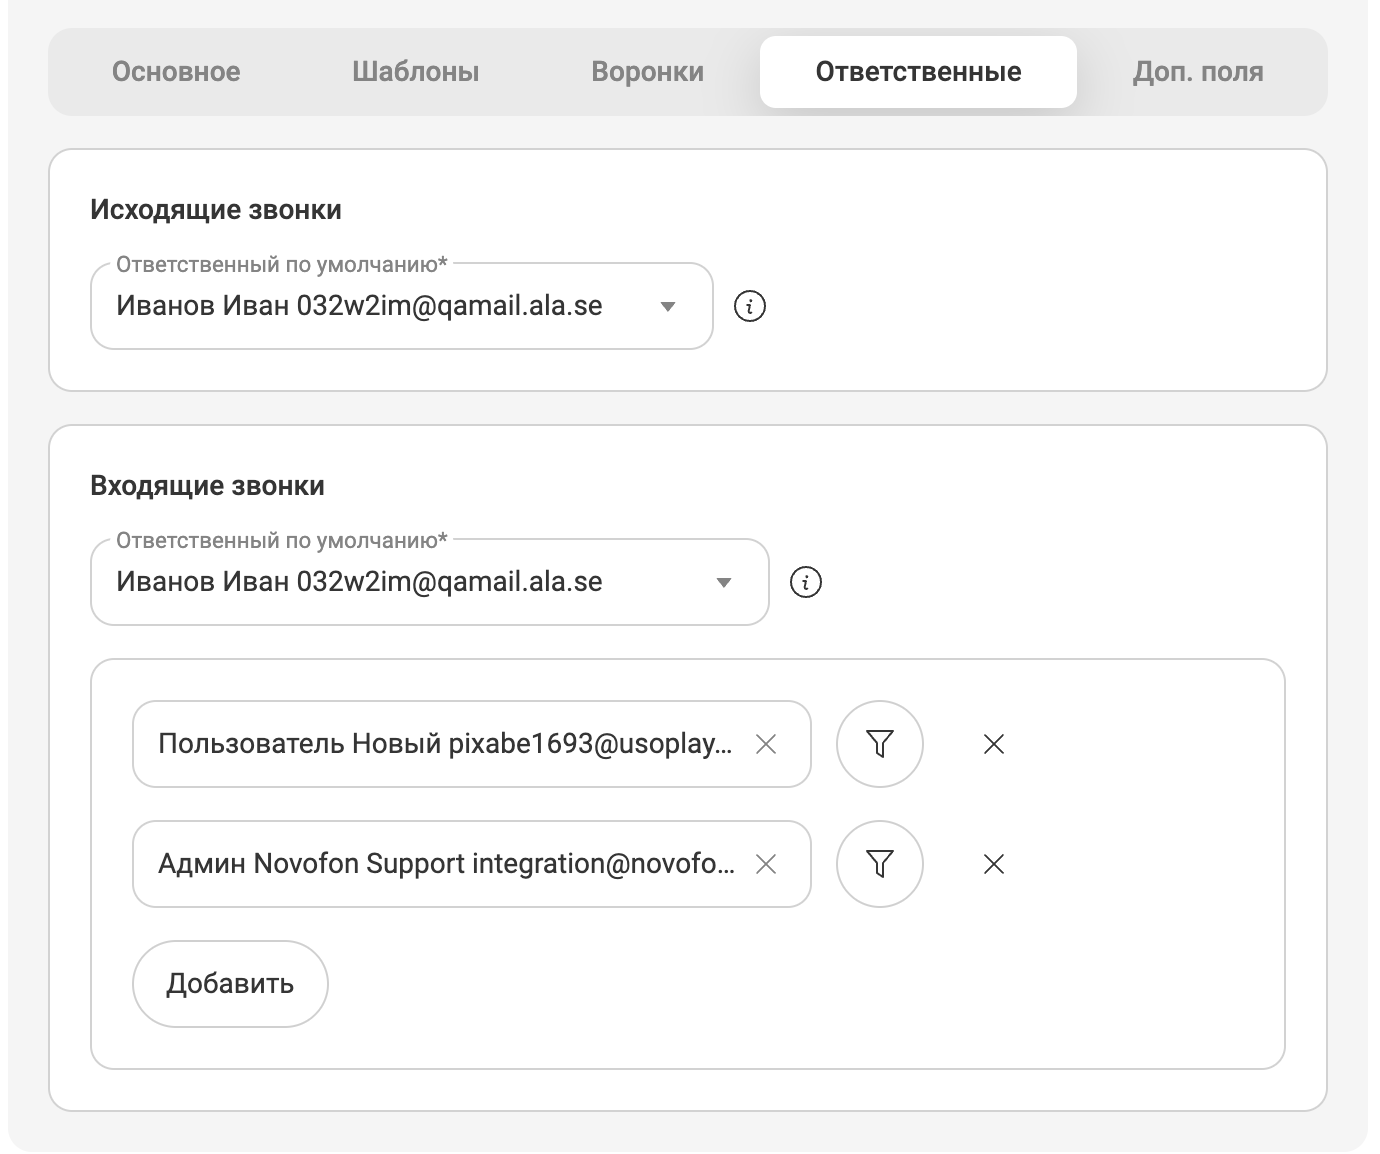 Основное
Шаблоны
Воронки
Ответственные
Доп. поля
Исходящие звонки
Ответственный по умолчанию*
Иванов Иван 032w2im@qamail.ala.se
i
Входящие звонки
Ответственный по умолчанию*
Иванов Иван 032w2im@qamail.ala.se
i
Пользователь Новый pixabe1693@usoplay...
Админ Novofon Support integration@novofo...
Добавить